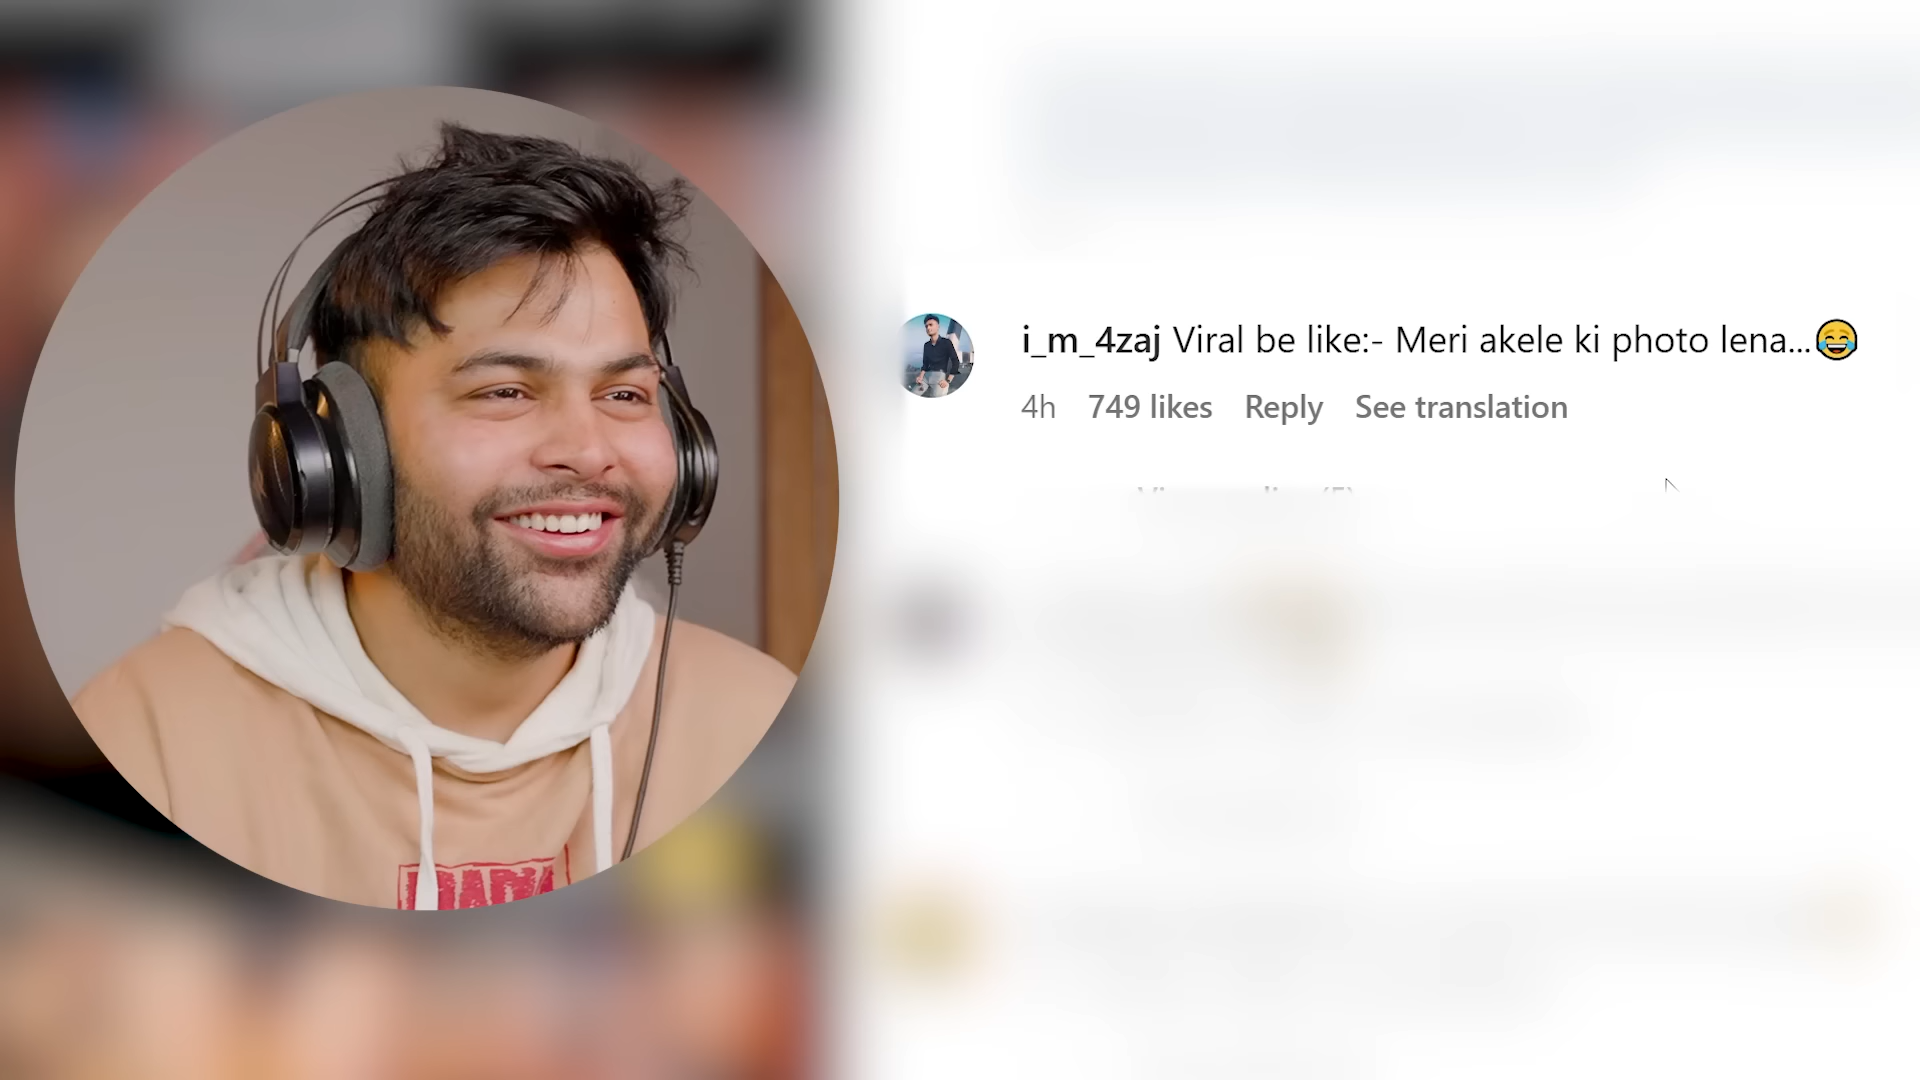 i_m_4zaj Viral be like:- Meri akele ki photo lena...😂
4h 749 likes Reply See translation